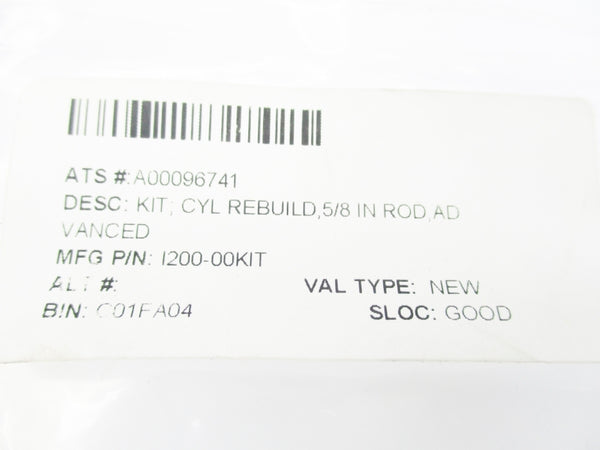 ATS #: A00096741
DESC: KIT; CYL REBUILD,5/8 IN ROD,AD
VANCED
MFG P/N: I200-00KIT
ALT #:
VAL TYPE: NEW
BIN: C01FA04
SLOC: GOOD